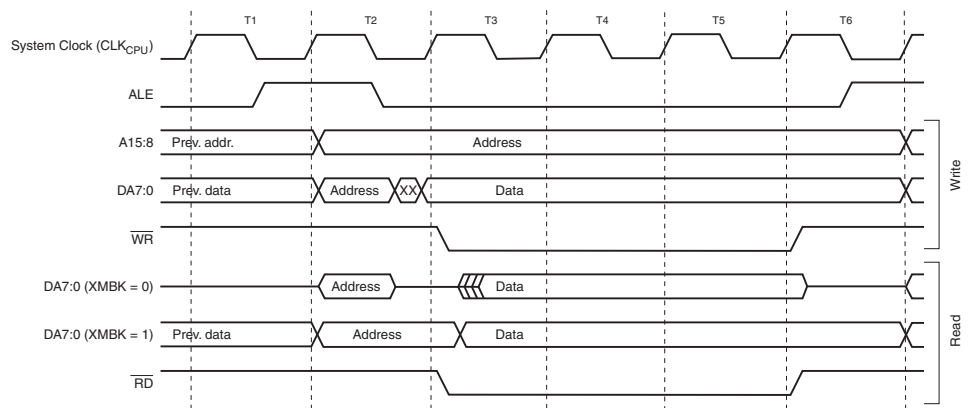 T1 T2 T3 T4 T5 T6
System Clock (CLKCPU)
ALE
A15:8 Prev. addr. Address
DA7:0 Prev. data Address XX Data
WR
Write
DA7:0 (XMBK = 0) Address Data
DA7:0 (XMBK = 1) Prev. data Address Data
RD
Read